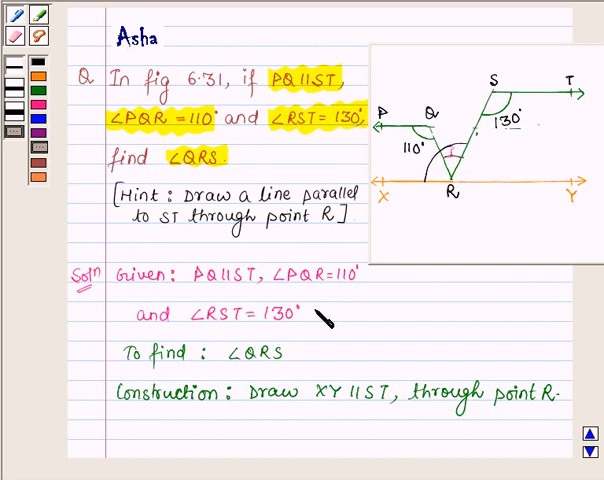 Asha
Q In fig 6.31, if PQ||ST,
∠PQR = 110° and ∠RST = 130°,
find ∠QRS.
[Hint : Draw a line parallel
to ST through point R].
S T
P Q 130°
110°
X R Y
Soln Given: PQ||ST, ∠PQR = 110°
and ∠RST = 130°
To find : ∠QRS
Construction : Draw XY ||ST, through point R.